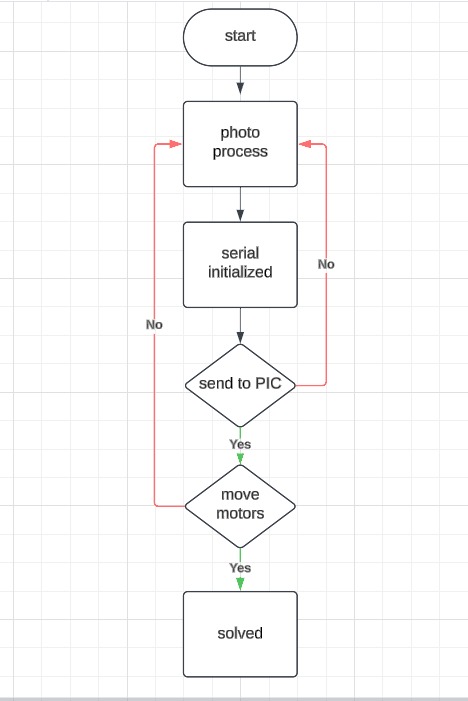 start
photo
process
serial
initialized
No
No
send to PIC
Yes
move
motors
Yes
solved